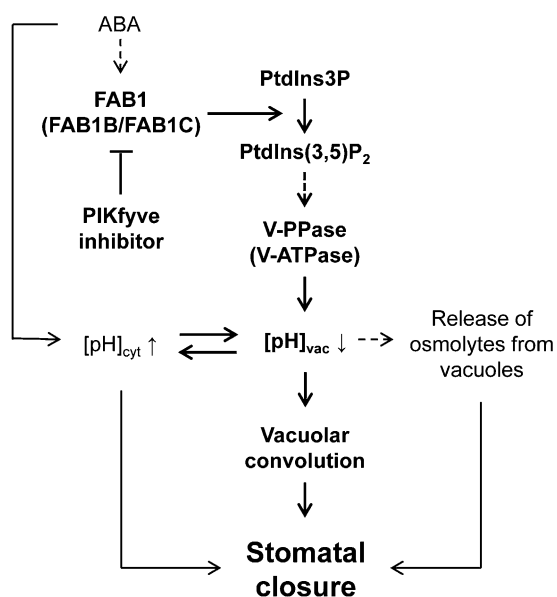 ABA
FAB1
(FAB1B/FAB1C)
PtdIns3P
PtdIns(3,5)P₂
PIKfyve
inhibitor
V-PPase
(V-ATPase)
[pH]cyt ↑
[pH]vac ↓
Release of
osmolytes from
vacuoles
Vacuolar
convolution
Stomatal
closure